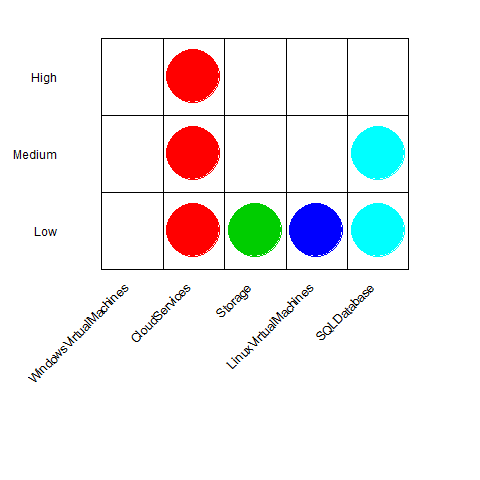 High
Medium
Low
WindowsVirtualMachines
CloudServices
Storage
LinuxVirtualMachines
SQLDatabase